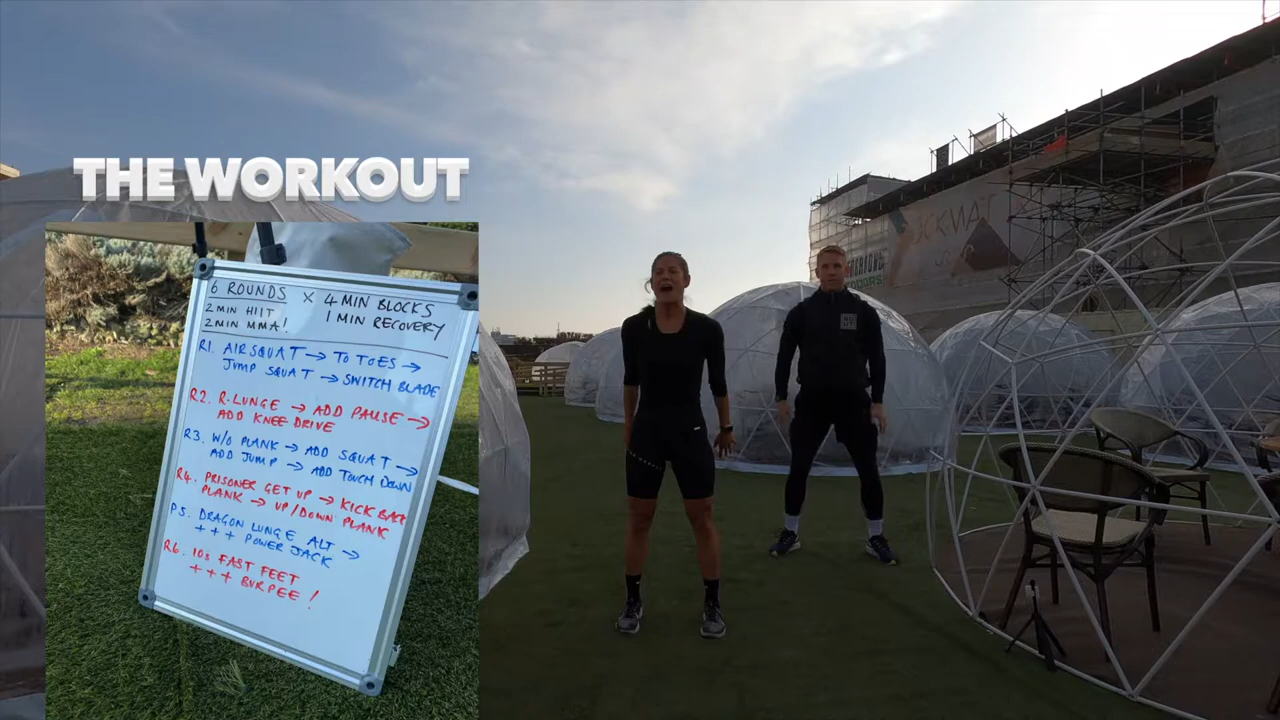 THE WORKOUT
6 ROUNDS X 4 MIN BLOCKS
2 MIN HIIT 1 MIN RECOVERY
2 MIN MMA!
R1. AIR SQUAT → TO TOES →
JUMP SQUAT → SWITCH BLADE
R2. R-LUNGE → ADD PAUSE →
ADD KNEE DRIVE
R3. W/O PLANK → ADD SQUAT →
ADD JUMP → ADD TOUCH DOWN
R4. PRISONER GET UP → KICK BACK
PLANK → UP/DOWN PLANK
R5. DRAGON LUNGE ALT →
+++ POWER JACK
R6. 10s FAST FEET
+++ BURPEE!